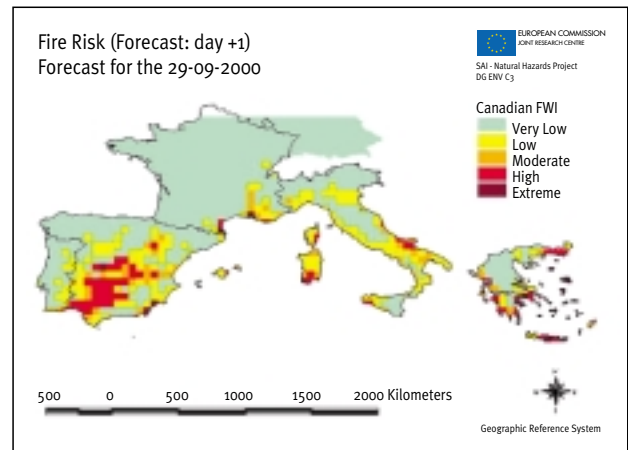 Fire Risk (Forecast: day +1)
Forecast for the 29-09-2000
EUROPEAN COMMISSION
JOINT RESEARCH CENTRE
SAI - Natural Hazards Project
DG ENV C3
Canadian FWI
Very Low
Low
Moderate
High
Extreme
500 0 500 1000 1500 2000 Kilometers
Geographic Reference System